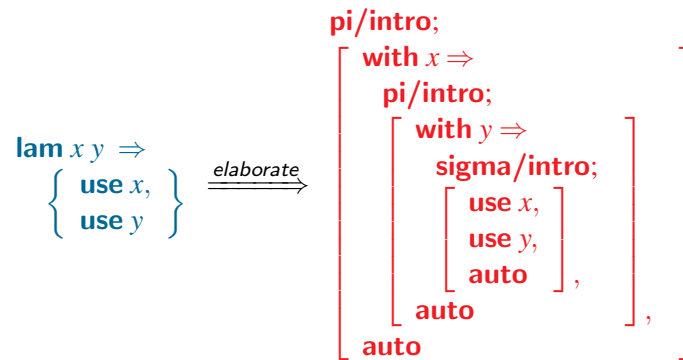 pi/intro;
with x ⇒
pi/intro;
with y ⇒
lam x y ⇒
elaborate
sigma/intro;
{ use x,
use y }
[ use x,
use y,
auto ],
auto ],
auto ]